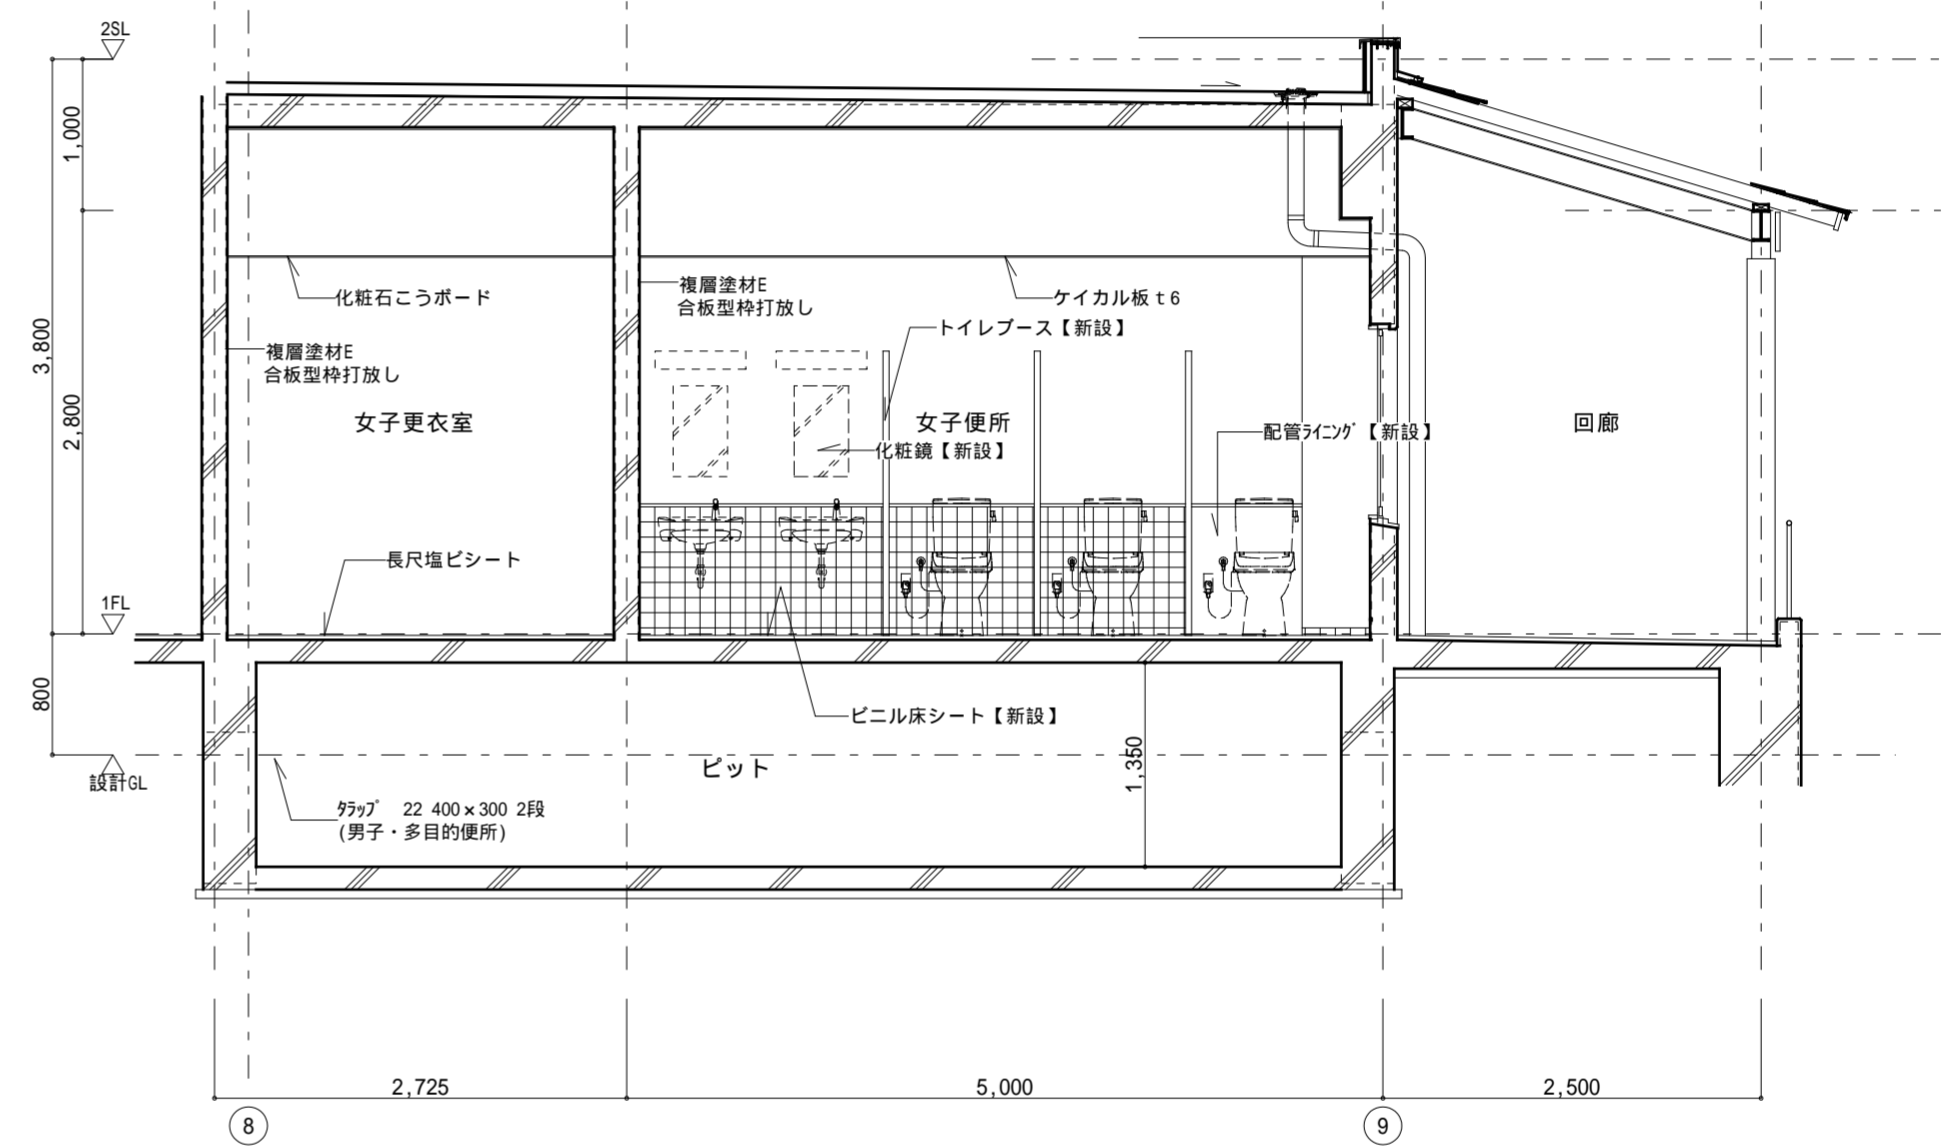 2SL
1,000
3,800
2,800
化粧石こうボード
複層塗材E
合板型枠打放し
複層塗材E
合板型枠打放し
ケイカル板 t 6
トイレブース【新設】
女子更衣室
女子便所
化粧鏡【新設】
配管ﾗｲﾆﾝｸﾞ【新設】
回廊
長尺塩ビシート
1FL
800
ビニル床シート【新設】
1,350
設計GL
ピット
ﾀﾗｯﾌﾟ 22 400×300 2段
(男子・多目的便所)
2,725
5,000
2,500
8
9